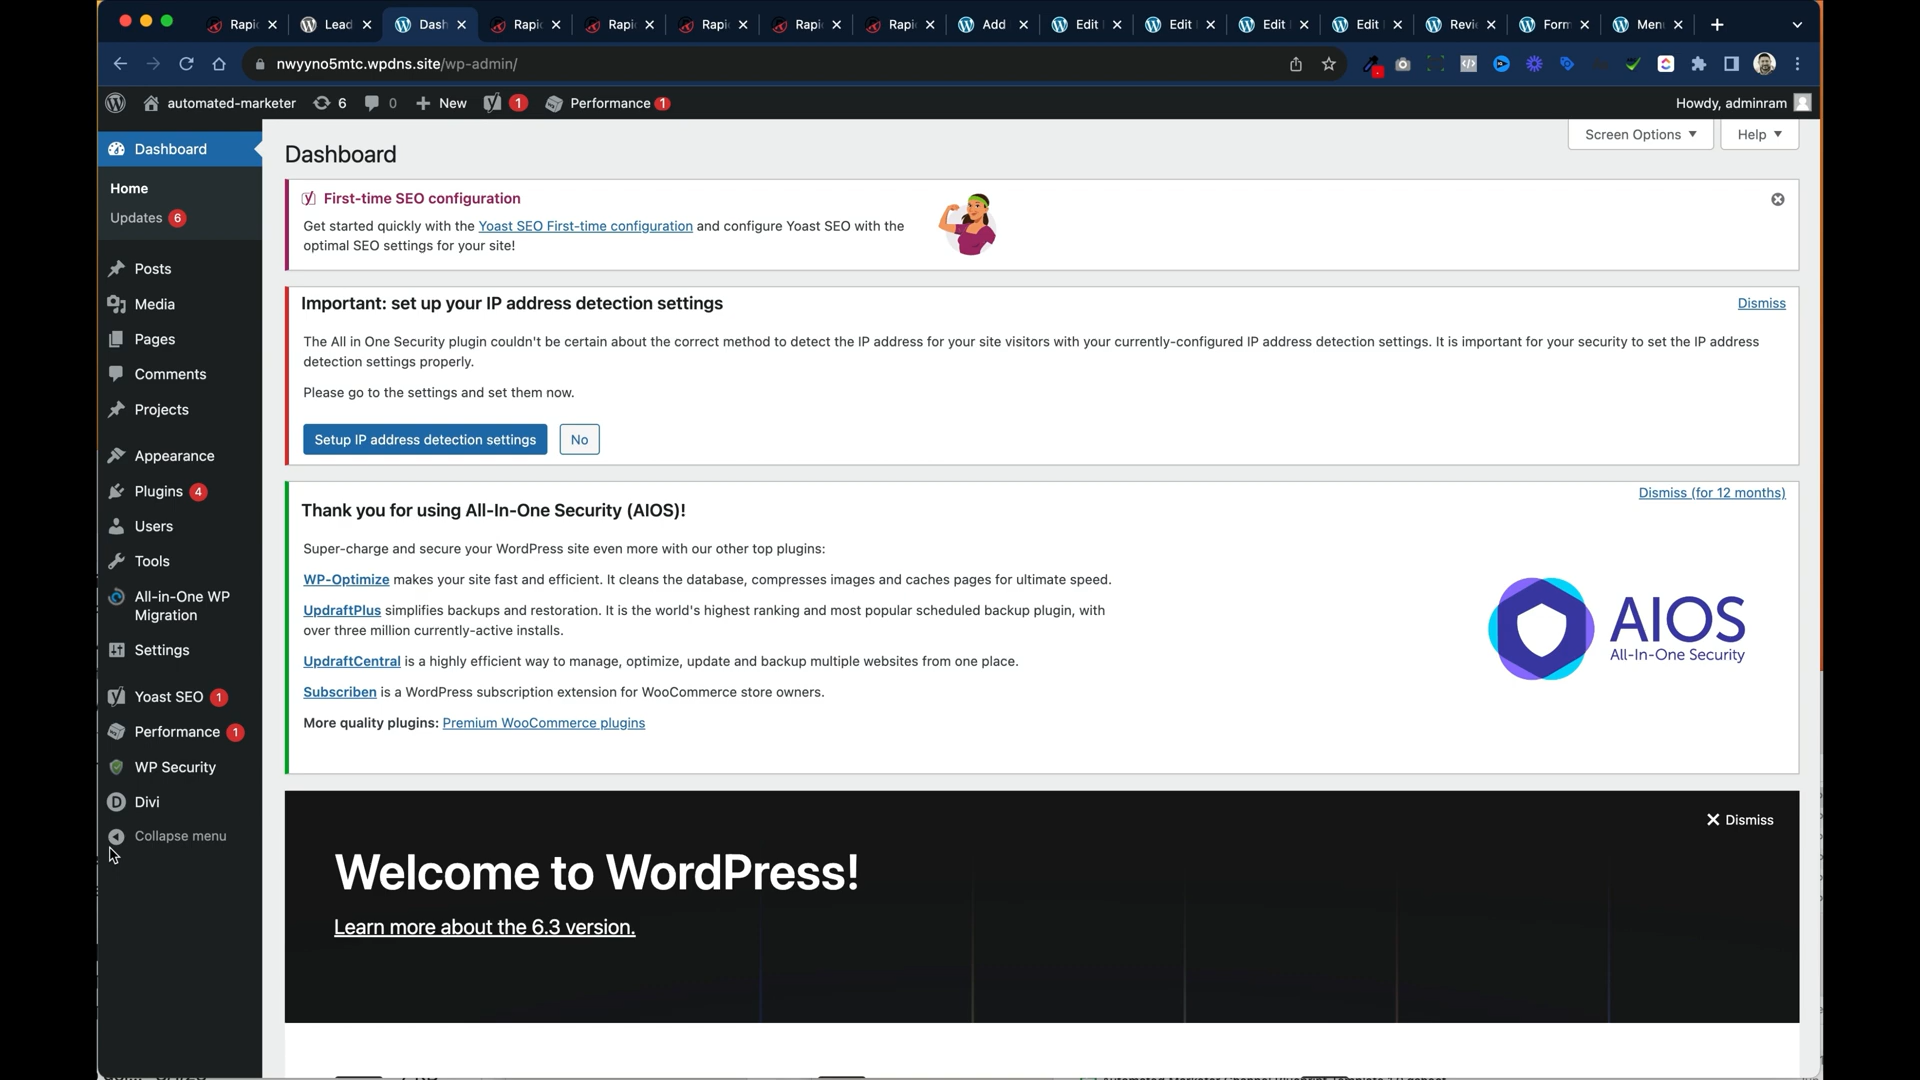 Rapid
Lead
Dash
Rapid
Rapid
Rapid
Rapid
Rapid
Add
Edit
Edit
Edit
Edit
Revie
Form
Menu
nwyyno5mtc.wpdns.site/wp-admin/
automated-marketer
6
0
New
1
Performance 1
Howdy, adminram
Screen Options
Help
Dashboard
Home
Updates 6
Posts
Media
Pages
Comments
Projects
Appearance
Plugins 4
Users
Tools
All-in-One WP
Migration
Settings
Yoast SEO 1
Performance 1
WP Security
Divi
Collapse menu
Dashboard
First-time SEO configuration
Get started quickly with the Yoast SEO First-time configuration and configure Yoast SEO with the
optimal SEO settings for your site!
Important: set up your IP address detection settings
Dismiss
The All in One Security plugin couldn't be certain about the correct method to detect the IP address for your site visitors with your currently-configured IP address detection settings. It is important for your security to set the IP address
detection settings properly.
Please go to the settings and set them now.
Setup IP address detection settings
No
Dismiss (for 12 months)
Thank you for using All-In-One Security (AIOS)!
Super-charge and secure your WordPress site even more with our other top plugins:
WP-Optimize makes your site fast and efficient. It cleans the database, compresses images and caches pages for ultimate speed.
UpdraftPlus simplifies backups and restoration. It is the world's highest ranking and most popular scheduled backup plugin, with
over three million currently-active installs.
UpdraftCentral is a highly efficient way to manage, optimize, update and backup multiple websites from one place.
Subscriben is a WordPress subscription extension for WooCommerce store owners.
More quality plugins: Premium WooCommerce plugins
AIOS
All-In-One Security
Dismiss
Welcome to WordPress!
Learn more about the 6.3 version.